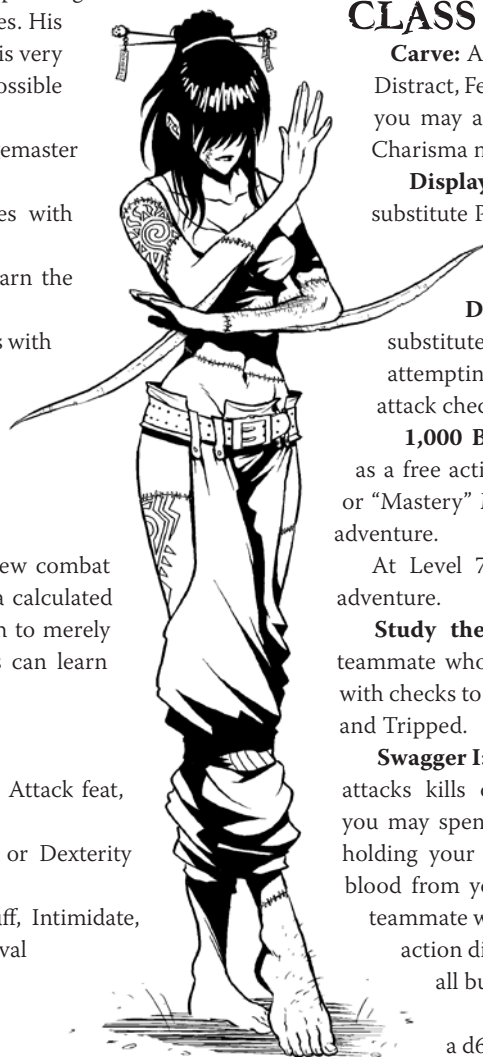 es. His
is very
ossible
emaster
es with
arn the
s with
ew combat
a calculated
n to merely
s can learn
Attack feat,
or Dexterity
ff, Intimidate,
val
CLASS
Carve: A
Distract, Fe
you may a
Charisma m
Display
substitute P
D
substitute
attemptin
attack chec
1,000 B
as a free acti
or “Mastery”
adventure.
At Level 7
adventure.
Study the
teammate who
with checks to
and Tripped.
Swagger I:
attacks kills
you may spen
holding your
blood from yo
teammate w
action di
all bu
a d6